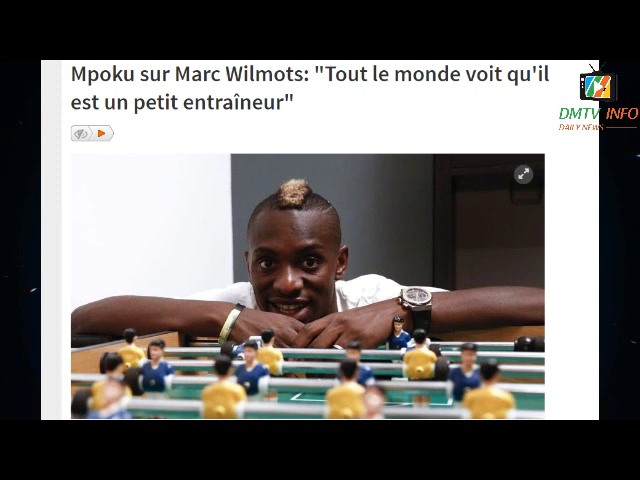 Mpoku sur Marc Wilmots: "Tout le monde voit qu'il
est un petit entraîneur"
DMTV INFO
DAILY NEWS